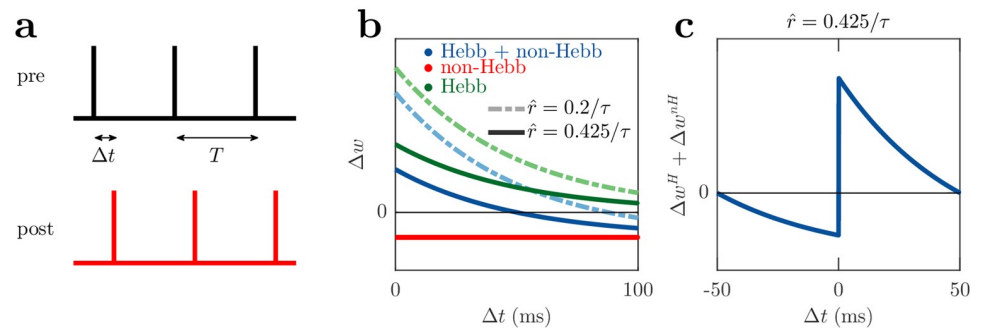 a
pre
Δt
T
post
b
Hebb + non-Hebb
non-Hebb
Hebb
r̂ = 0.2/τ
r̂ = 0.425/τ
Δw
0
0
100
Δt (ms)
c
r̂ = 0.425/τ
Δw^H + Δw^{nH}
0
-50
0
50
Δt (ms)